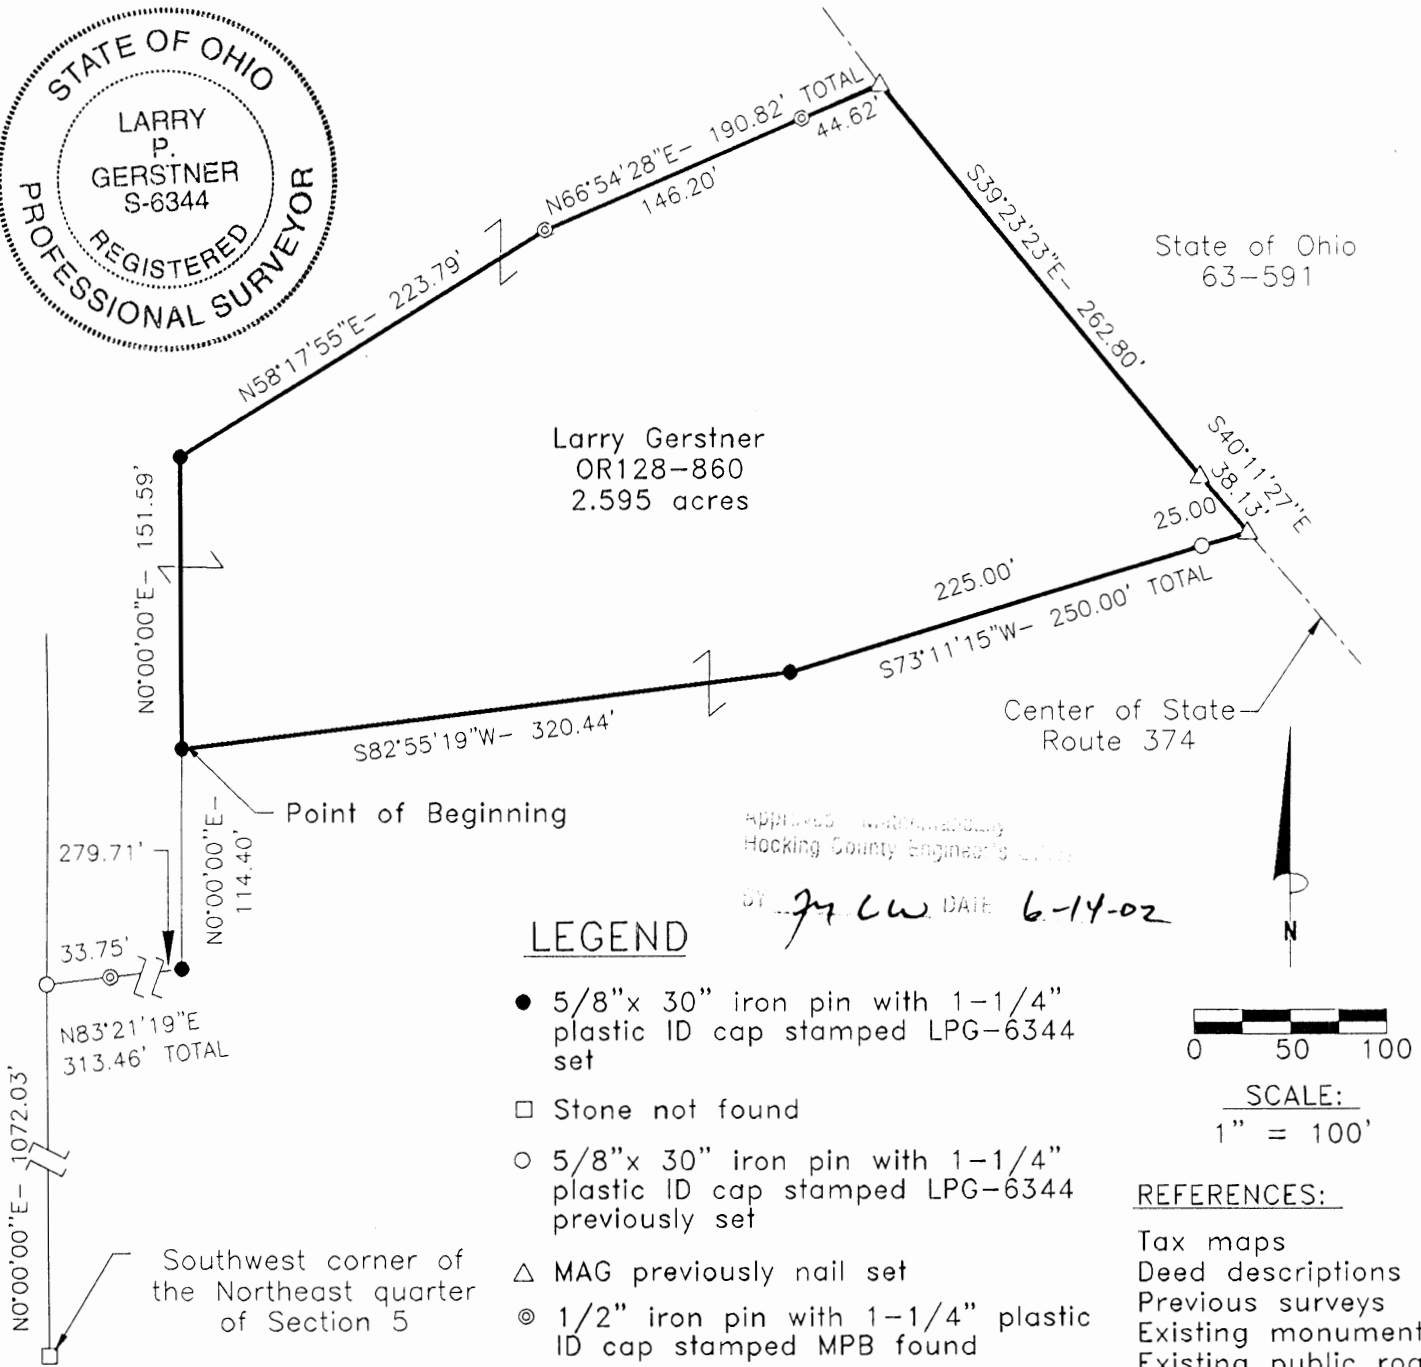 STATE OF OHIO
LARRY
P.
GERSTNER
S-6344
REGISTERED
PROFESSIONAL SURVEYOR
N66°54'28"E- 190.82' TOTAL
146.20'
44.62'
N58°17'55"E- 223.79'
S39°23'23"E- 262.80'
State of Ohio
63-591
Larry Gerstner
OR128-860
2.595 acres
S40°11'27"E
38.13'
25.00'
225.00'
S73°11'15"W- 250.00' TOTAL
N0°00'00"E- 151.59'
S82°55'19"W- 320.44'
Center of State
Route 374
Point of Beginning
N0°00'00"E-
114.40'
279.71'
33.75'
N83°21'19"E
313.46' TOTAL
N0°00'00"E- 1072.03'
Southwest corner of
the Northeast quarter
of Section 5
Approved
Hocking County Engineer's
BY DATE 6-14-02
N
0 50 100
SCALE:
1" = 100'
LEGEND
5/8"x 30" iron pin with 1-1/4"
plastic ID cap stamped LPG-6344
set
Stone not found
5/8"x 30" iron pin with 1-1/4"
plastic ID cap stamped LPG-6344
previously set
MAG previously nail set
1/2" iron pin with 1-1/4" plastic
ID cap stamped MPB found
REFERENCES:
Tax maps
Deed descriptions
Previous surveys
Existing monument
Existing public roa